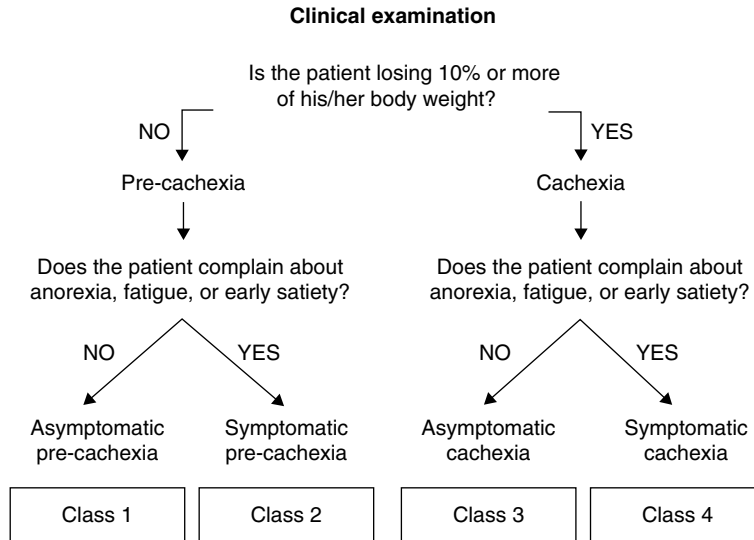 Clinical examination
Is the patient losing 10% or more
of his/her body weight?
NO
YES
Pre-cachexia
Cachexia
Does the patient complain about
anorexia, fatigue, or early satiety?
Does the patient complain about
anorexia, fatigue, or early satiety?
NO
YES
NO
YES
Asymptomatic
pre-cachexia
Symptomatic
pre-cachexia
Asymptomatic
cachexia
Symptomatic
cachexia
Class 1
Class 2
Class 3
Class 4